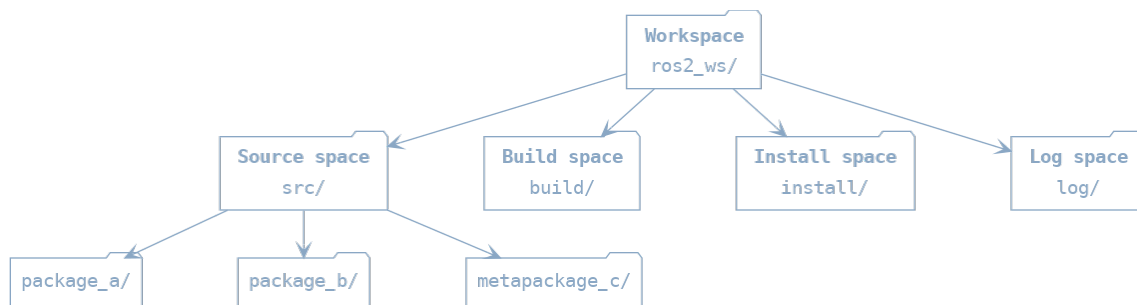 Workspace
ros2_ws/
Source space
src/
Build space
build/
Install space
install/
Log space
log/
package_a/
package_b/
metapackage_c/